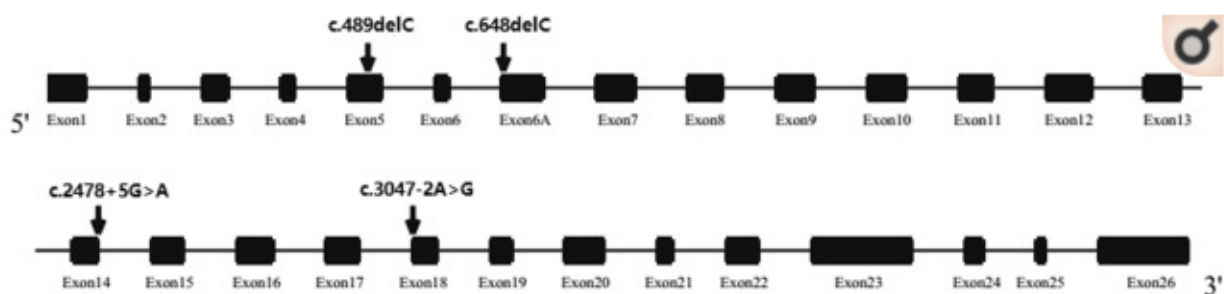 c.489delC c.648delC
5' Exon1 Exon2 Exon3 Exon4 Exon5 Exon6 Exon6A Exon7 Exon8 Exon9 Exon10 Exon11 Exon12 Exon13
c.2478+5G>A c.3047-2A>G
Exon14 Exon15 Exon16 Exon17 Exon18 Exon19 Exon20 Exon21 Exon22 Exon23 Exon24 Exon25 Exon26 3'